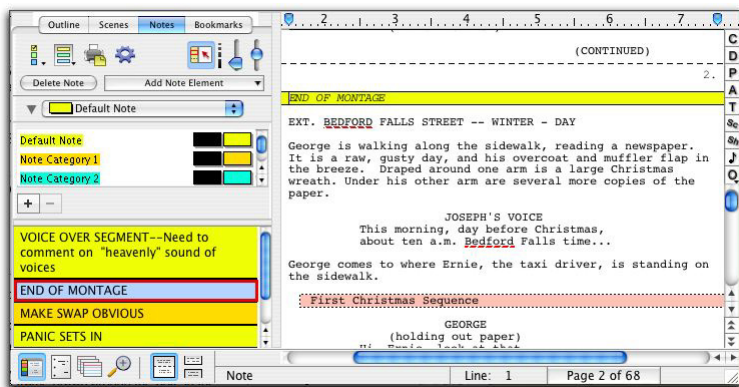 Outline Scenes Notes Bookmarks
Delete Note Add Note Element
Default Note
Default Note
Note Category 1
Note Category 2
+ −
VOICE OVER SEGMENT--Need to
comment on "heavenly" sound of
voices
END OF MONTAGE
MAKE SWAP OBVIOUS
PANIC SETS IN
2 3 4 5 6 7
(CONTINUED)
2.
END OF MONTAGE
EXT. BEDFORD FALLS STREET -- WINTER - DAY
George is walking along the sidewalk, reading a newspaper.
It is a raw, gusty day, and his overcoat and muffler flap in
the breeze. Draped around one arm is a large Christmas
wreath. Under his other arm are several more copies of the
paper.
JOSEPH'S VOICE
This morning, day before Christmas,
about ten a.m. Bedford Falls time...
George comes to where Ernie, the taxi driver, is standing on
the sidewalk.
First Christmas Sequence
GEORGE
(holding out paper)
C
D
P
A
T
Sc
Sh
Q
Note Line: 1 Page 2 of 68